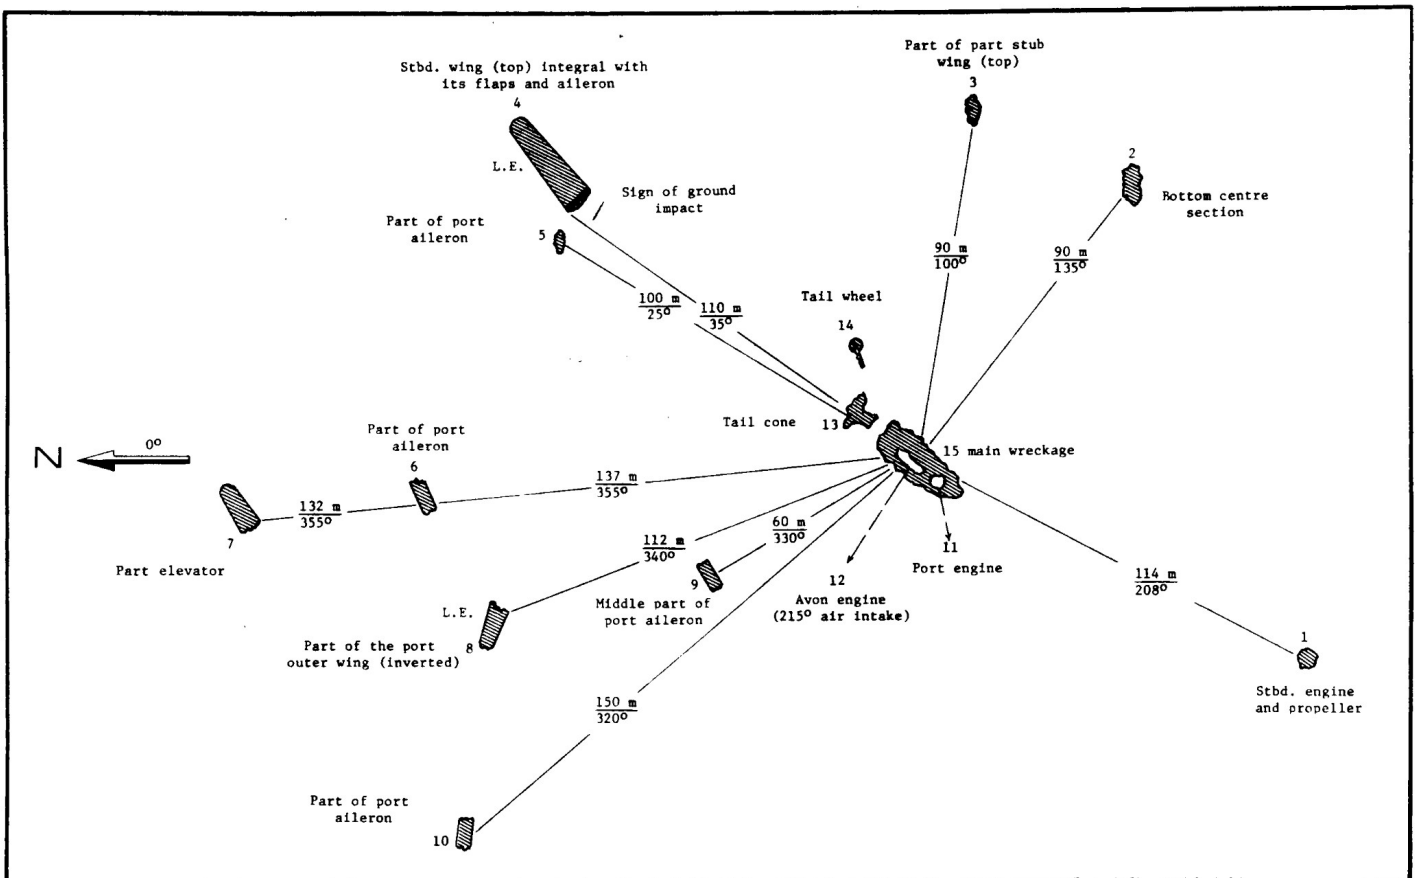 Part of part stub
wing (top)
3
Stbd. wing (top) integral with
its flaps and aileron
4
2
L.E.
Sign of ground
impact
Bottom centre
section
Part of port
aileron
5
90 m
100°
90 m
135°
Tail wheel
14
100 m
25°
110 m
35°
Tail cone
13
Part of port
aileron
6
N
0°
15 main wreckage
137 m
355°
132 m
355°
7
Part elevator
60 m
330°
112 m
340°
11
Port engine
9
Middle part of
port aileron
12
Avon engine
(215° air intake)
114 m
208°
L.E.
8
Part of the port
outer wing (inverted)
1
Stbd. engine
and propeller
150 m
320°
Part of port
aileron
10